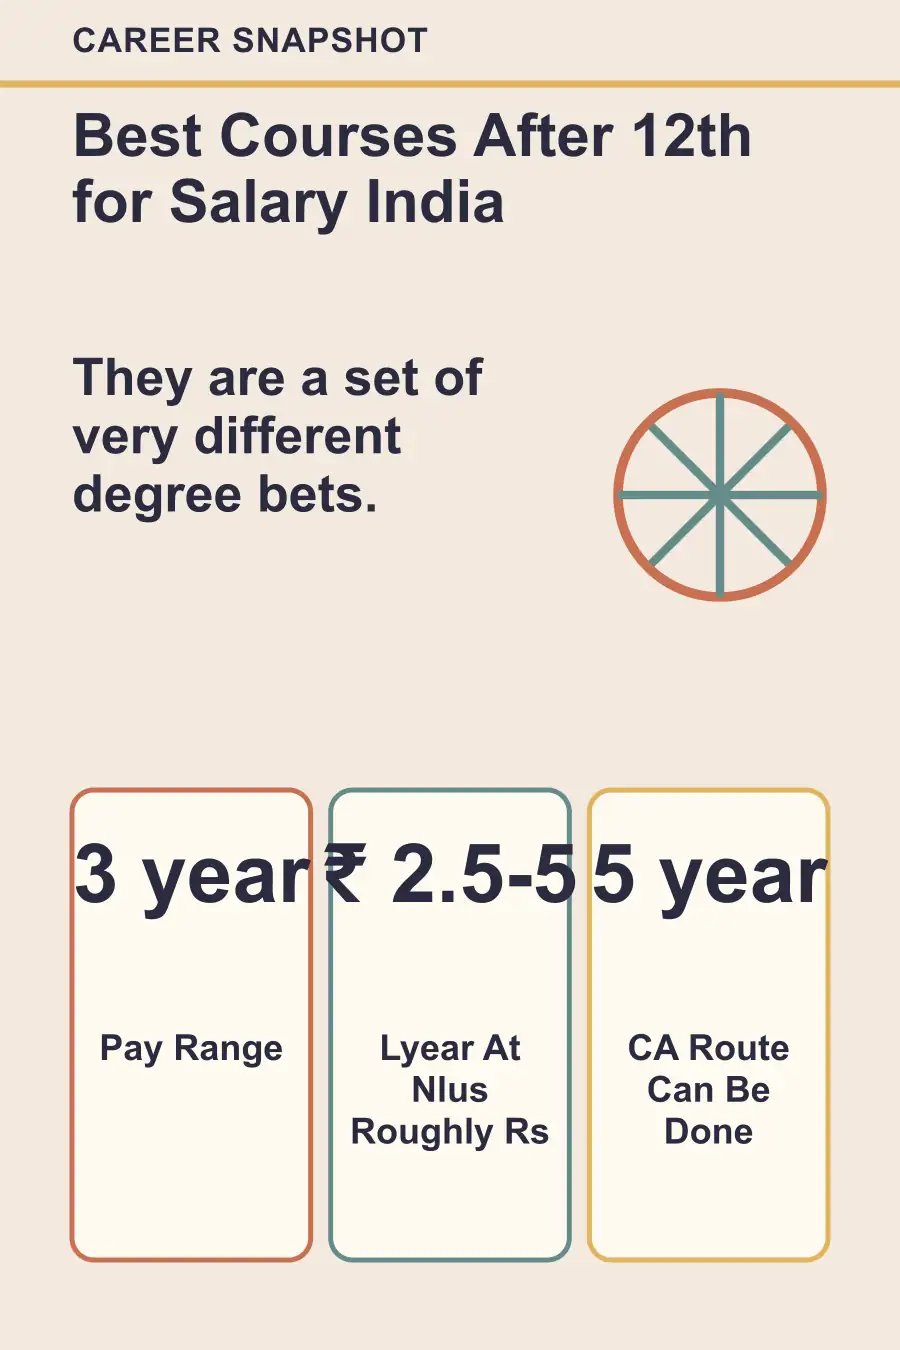 CAREER SNAPSHOT
Best Courses After 12th
for Salary India
They are a set of
very different
degree bets.
3 year
Pay Range
₹ 2.5-5
Lyear At
Nlus
Roughly Rs
5 year
CA Route
Can Be
Done